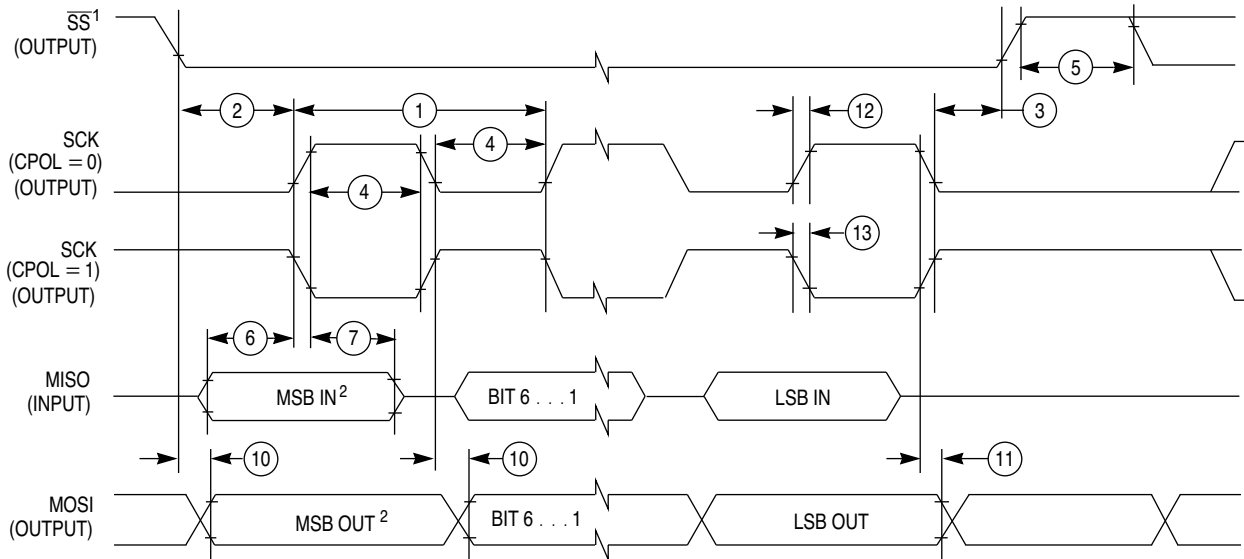 SS1
(OUTPUT)
5
2
1
12
3
SCK
(CPOL = 0)
(OUTPUT)
4
4
SCK
(CPOL = 1)
(OUTPUT)
13
6
7
MISO
(INPUT)
MSB IN2
BIT 6 . . . 1
LSB IN
10
10
11
MOSI
(OUTPUT)
MSB OUT2
BIT 6 . . . 1
LSB OUT